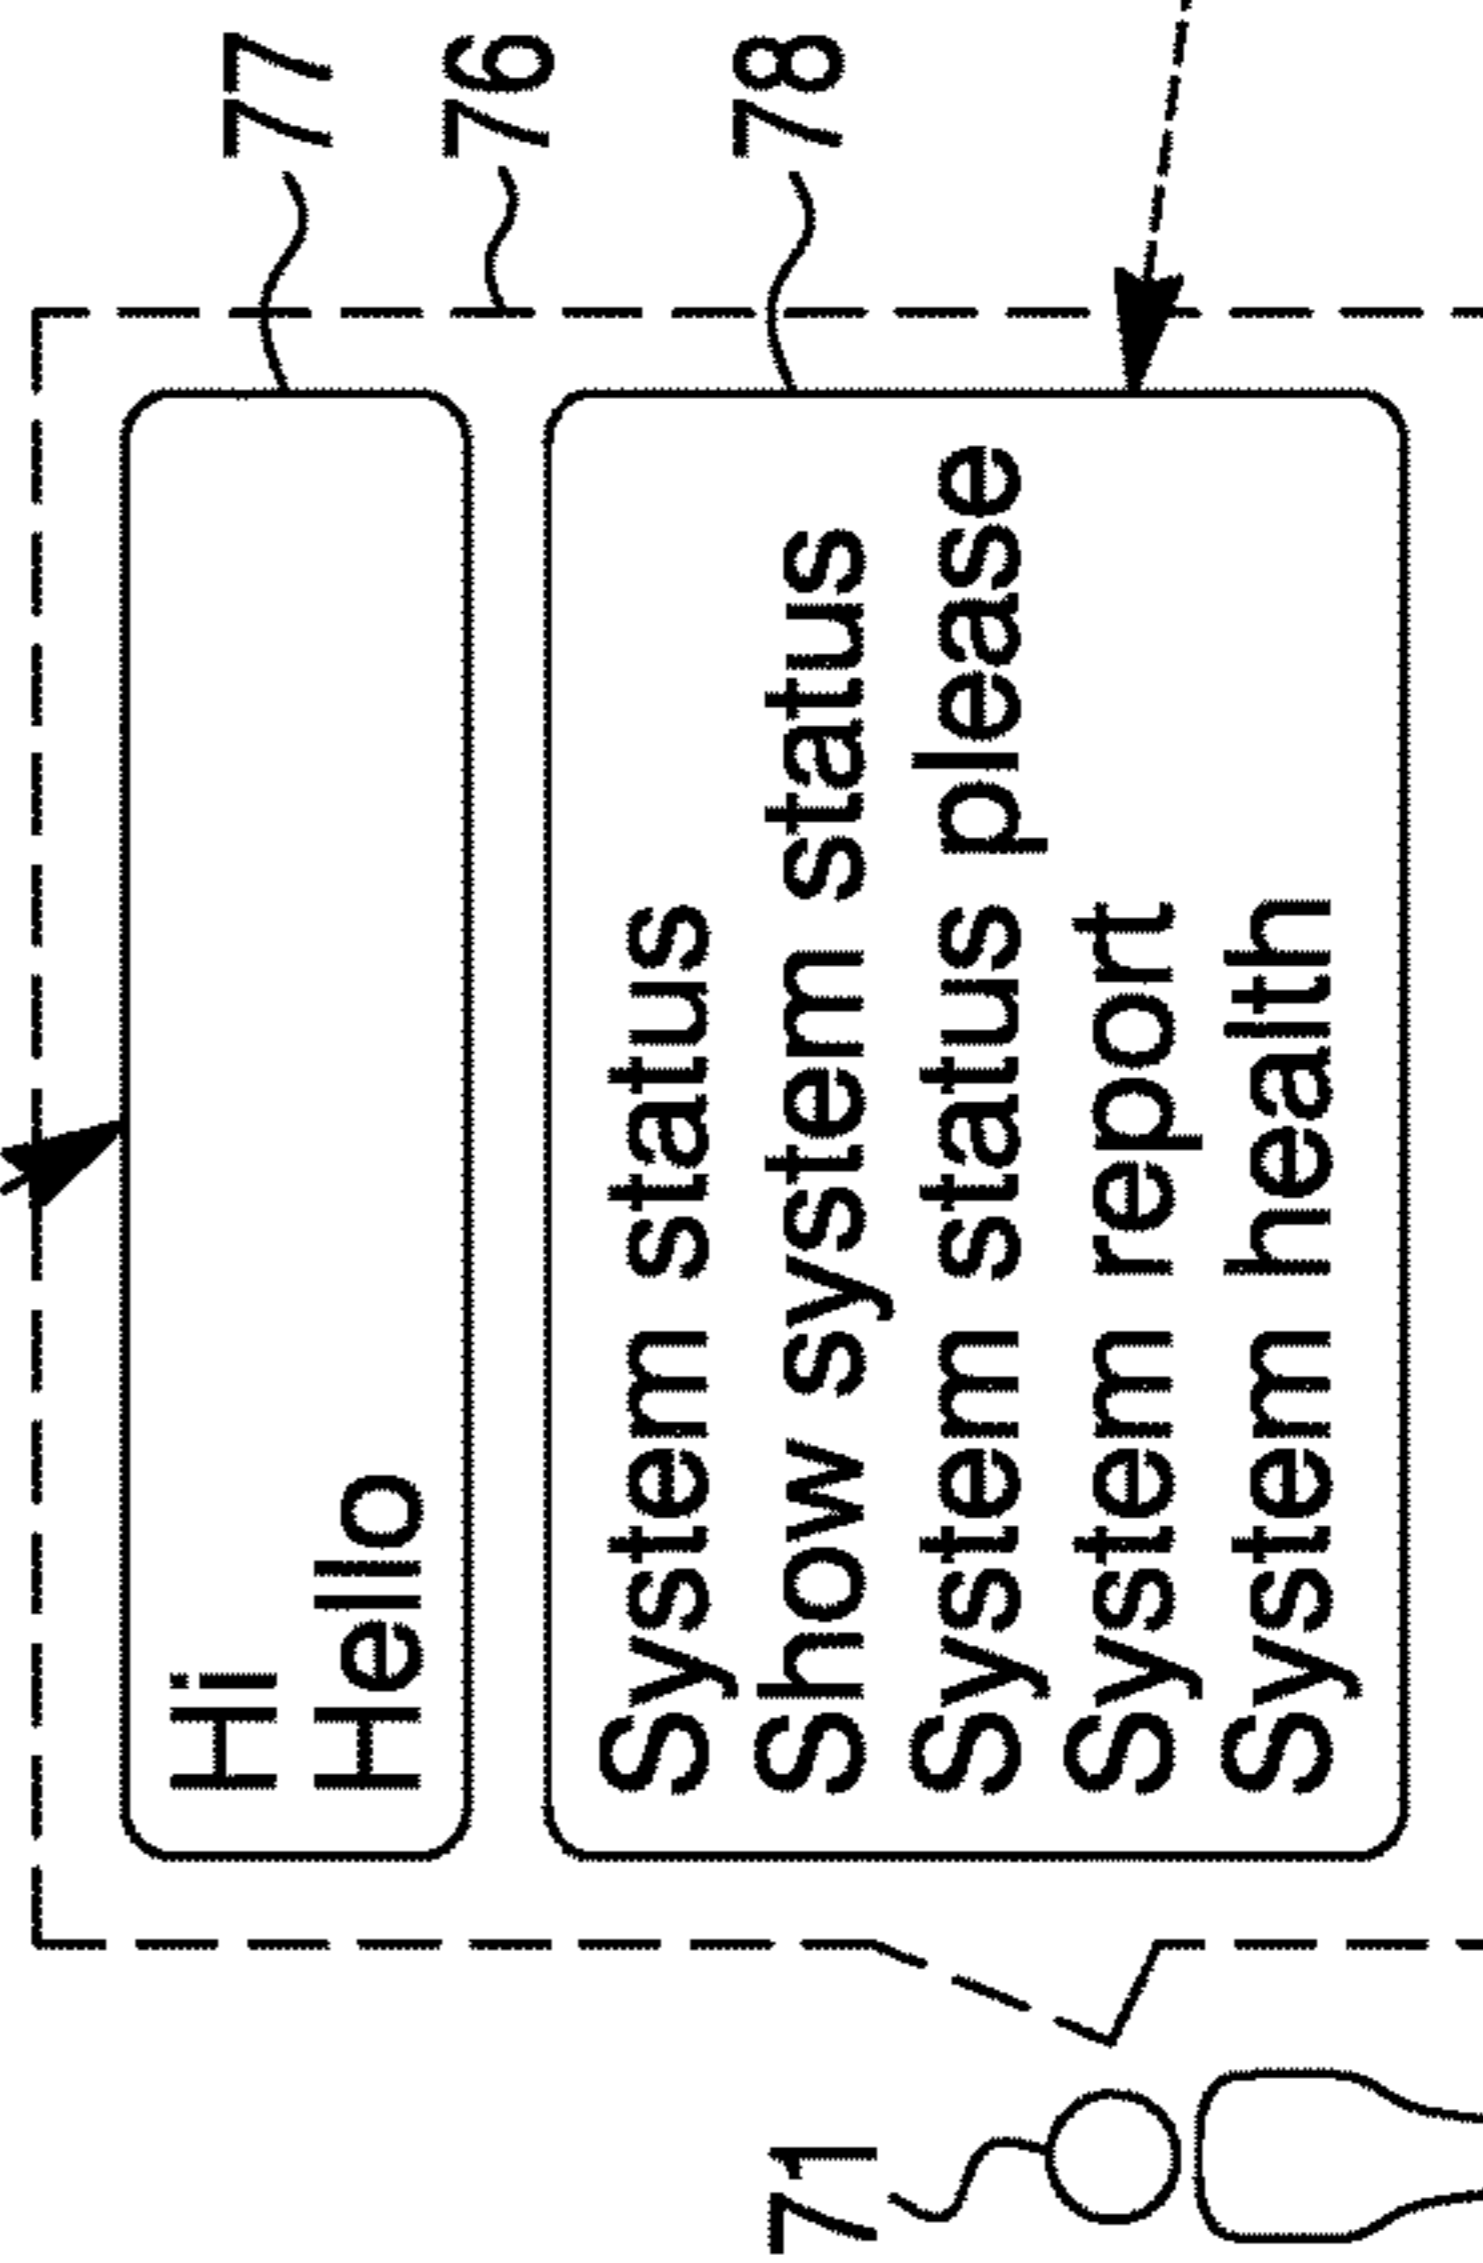 77
Hi
Hello
76
78
System status
Show system status
System status please
System report
System health
71